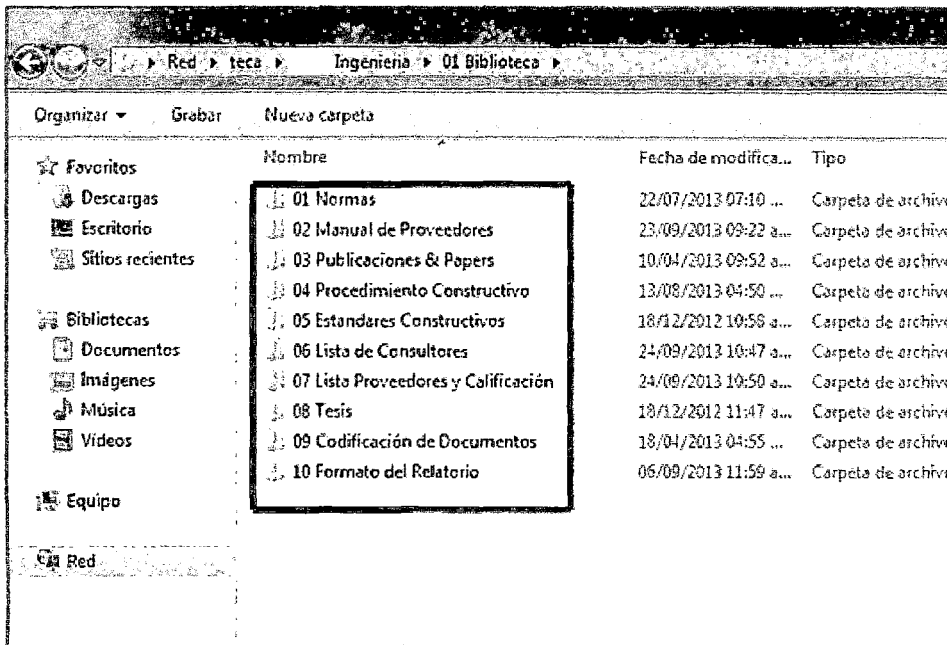 Red ▸ teca ▸ Ingenieria ▸ 01 Biblioteca ▸
Organizar Grabar Nueva carpeta
Nombre Fecha de modifica... Tipo
Favoritos
Descargas
Escritorio
Sitios recientes
Bibliotecas
Documentos
Imágenes
Música
Vídeos
Equipo
Red
01 Normas 22/07/2013 07:10 ... Carpeta de archivo
02 Manual de Proveedores 23/09/2013 09:22 a... Carpeta de archivo
03 Publicaciones & Papers 10/04/2013 09:52 a... Carpeta de archivo
04 Procedimiento Constructivo 13/08/2013 04:50 ... Carpeta de archivo
05 Estandares Constructivos 18/12/2012 10:58 a... Carpeta de archivo
06 Lista de Consultores 24/09/2013 10:47 a... Carpeta de archivo
07 Lista Proveedores y Calificación 24/09/2013 10:50 a... Carpeta de archivo
08 Tesis 18/12/2012 11:47 a... Carpeta de archivo
09 Codificación de Documentos 18/04/2013 04:55 ... Carpeta de archivo
10 Formato del Relatorio 06/09/2013 11:59 a... Carpeta de archivo